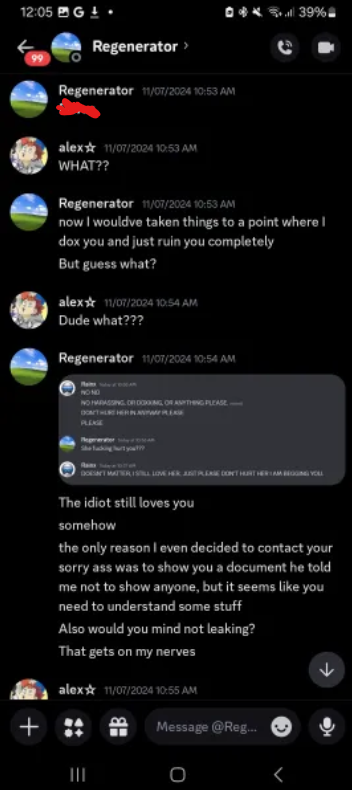 12:05
39%
99
Regenerator
Regenerator 11/07/2024 10:53 AM
alex☆ 11/07/2024 10:53 AM
WHAT??
Regenerator 11/07/2024 10:53 AM
now I wouldve taken things to a point where I
dox you and just ruin you completely
But guess what?
alex☆ 11/07/2024 10:54 AM
Dude what???
Regenerator 11/07/2024 10:54 AM
NO NO
NO HARASSING, OR DOXXING, OR ANYTHING PLEASE
DON'T HURT HER IN ANYWAY PLEASE
PLEASE
Regenerator
She fucking hurt you???
DOESN'T MATTER, I STILL LOVE HER. JUST PLEASE DON'T HURT HER I AM BEGGING YOU.
The idiot still loves you
somehow
the only reason I even decided to contact your
sorry ass was to show you a document he told
me not to show anyone, but it seems like you
need to understand some stuff
Also would you mind not leaking?
That gets on my nerves
alex☆ 11/07/2024 10:55 AM
Message @Reg...